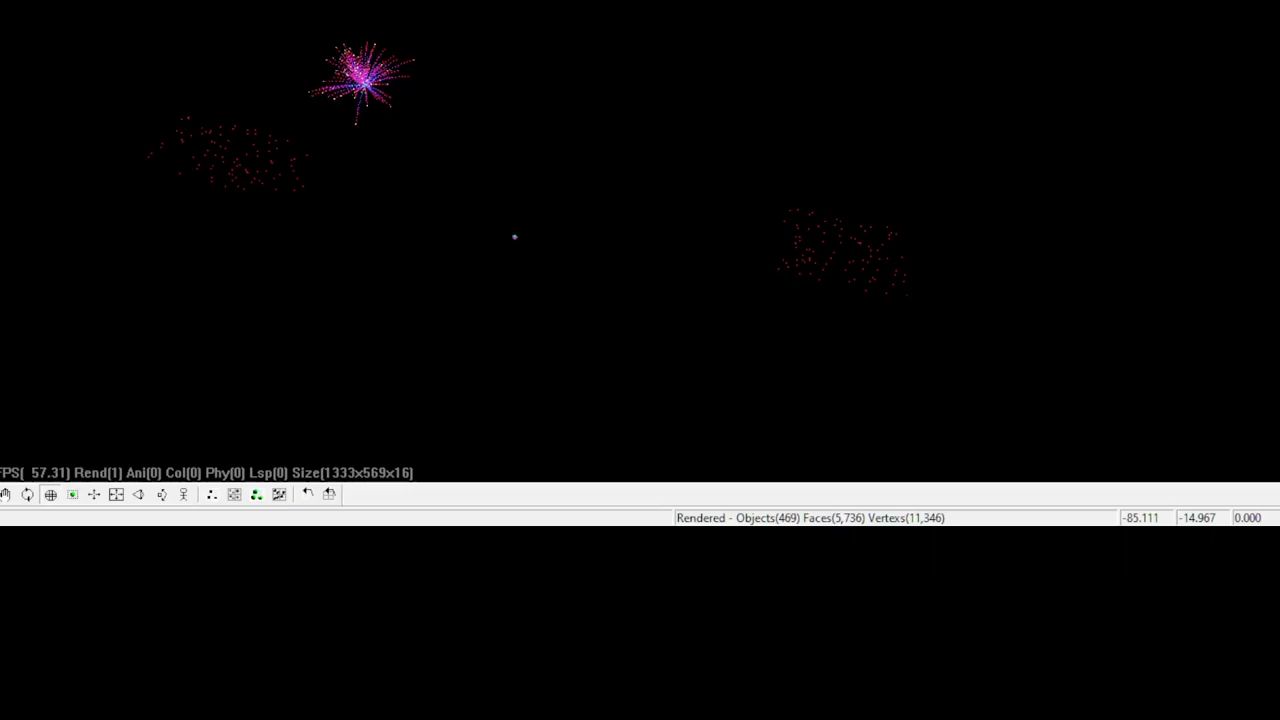 FPS( 57.31) Rend(1) Ani(0) Col(0) Phy(0) Lsp(0) Size(1333x569x16)
Rendered - Objects(469) Faces(5,736) Vertexs(11,346) -85.111 -14.967 0.000